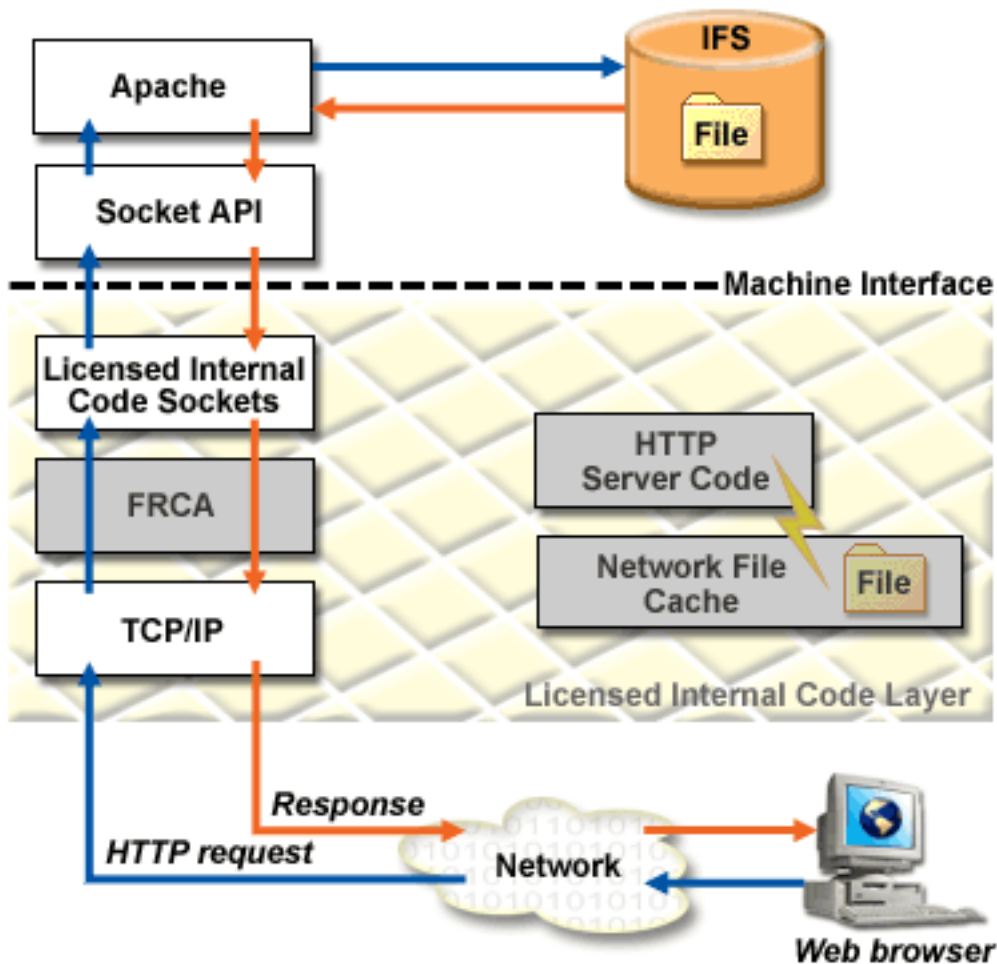 IFS
Apache
File
Socket API
Machine Interface
Licensed Internal
Code Sockets
HTTP
Server Code
FRCA
Network File
Cache
File
TCP/IP
Licensed Internal Code Layer
Response
HTTP request
Network
Web browser